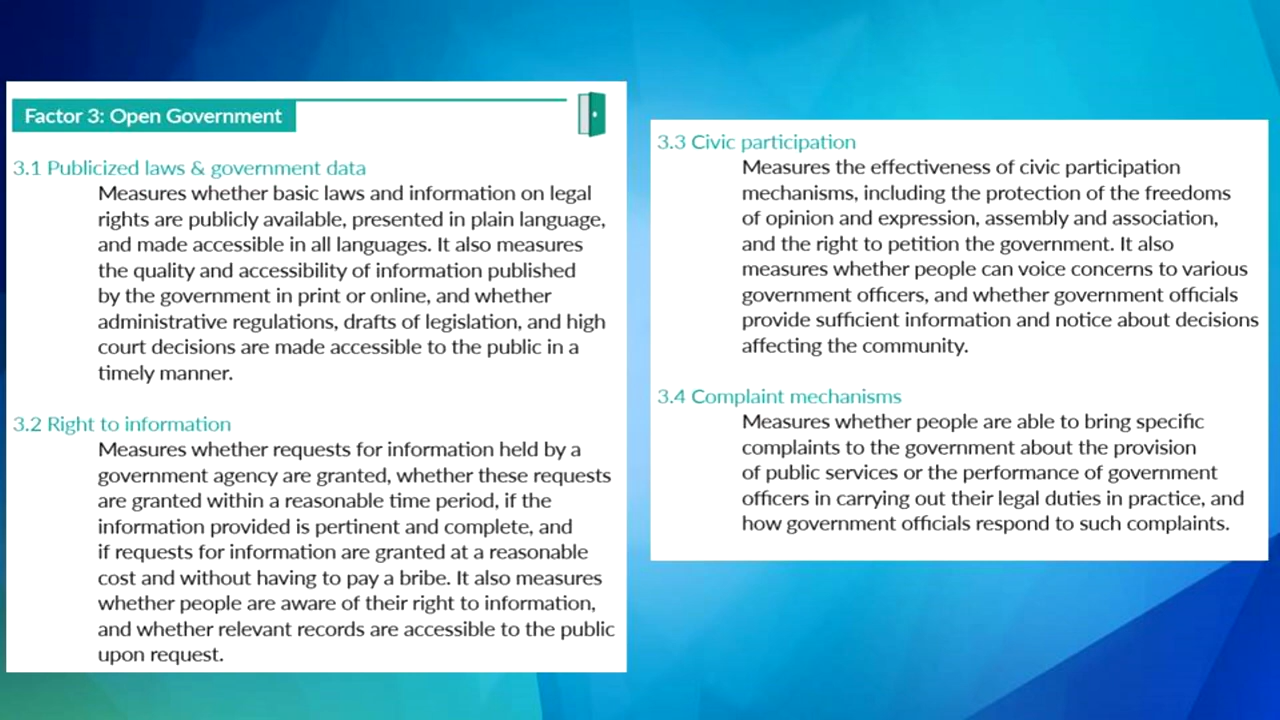 Factor 3: Open Government
3.1 Publicized laws & government data
Measures whether basic laws and information on legal
rights are publicly available, presented in plain language,
and made accessible in all languages. It also measures
the quality and accessibility of information published
by the government in print or online, and whether
administrative regulations, drafts of legislation, and high
court decisions are made accessible to the public in a
timely manner.
3.2 Right to information
Measures whether requests for information held by a
government agency are granted, whether these requests
are granted within a reasonable time period, if the
information provided is pertinent and complete, and
if requests for information are granted at a reasonable
cost and without having to pay a bribe. It also measures
whether people are aware of their right to information,
and whether relevant records are accessible to the public
upon request.
3.3 Civic participation
Measures the effectiveness of civic participation
mechanisms, including the protection of the freedoms
of opinion and expression, assembly and association,
and the right to petition the government. It also
measures whether people can voice concerns to various
government officers, and whether government officials
provide sufficient information and notice about decisions
affecting the community.
3.4 Complaint mechanisms
Measures whether people are able to bring specific
complaints to the government about the provision
of public services or the performance of government
officers in carrying out their legal duties in practice, and
how government officials respond to such complaints.